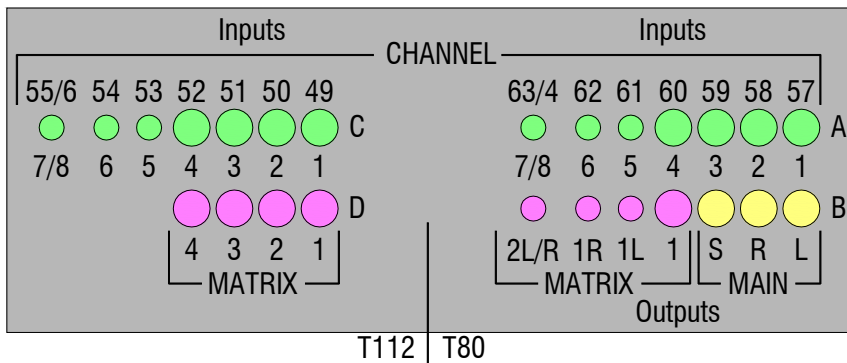 Inputs Inputs
CHANNEL
55/6 54 53 52 51 50 49 63/4 62 61 60 59 58 57
C A
7/8 6 5 4 3 2 1 7/8 6 5 4 3 2 1
D B
4 3 2 1 2L/R 1R 1L 1 S R L
MATRIX MATRIX MAIN
Outputs
T112 T80